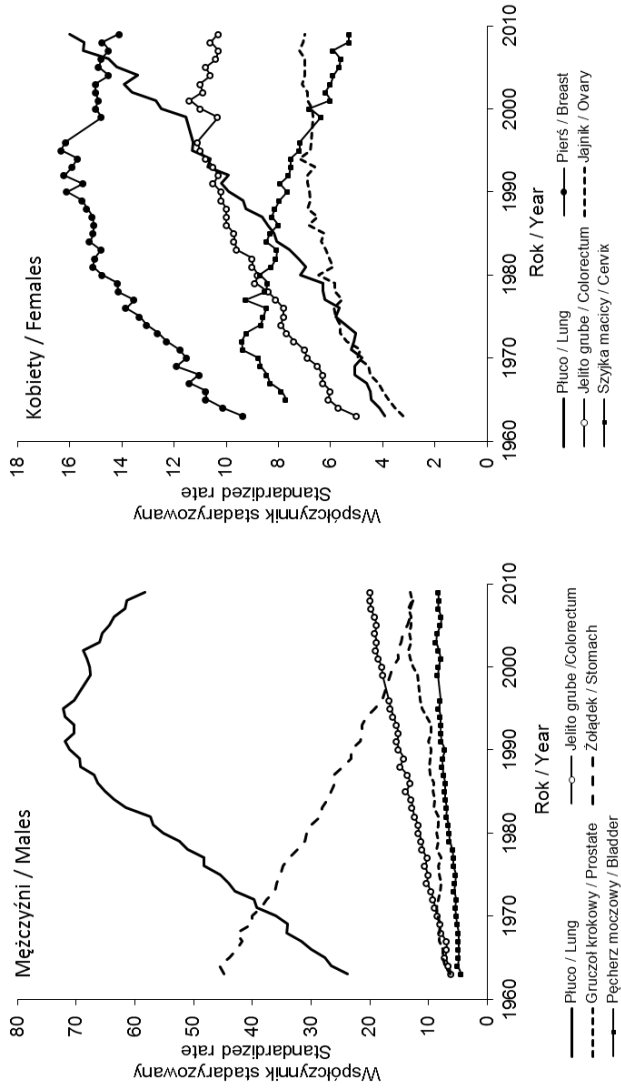 Mężczyźni / Males
Współczynnik stadaryzowany
Standardized rate
80
70
60
50
40
30
20
10
0
1960
1970
1980
1990
2000
2010
Rok / Year
Płuco / Lung
Jelito grube /Colorectum
Gruczoł krokowy / Prostate
Żołądek / Stomach
Pęcherz moczowy / Bladder
Kobiety / Females
Współczynnik stadaryzowany
Standardized rate
18
16
14
12
10
8
6
4
2
0
1960
1970
1980
1990
2000
2010
Rok / Year
Płuco / Lung
Pierś / Breast
Jelito grube / Colorectum
Jajnik / Ovary
Szyjka macicy / Cervix